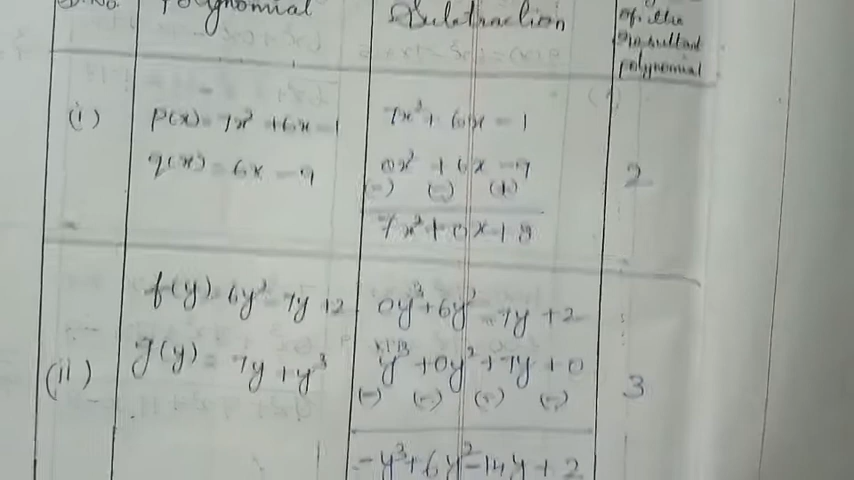 S.No. Polynomial Subtraction of the resultant polynomial
(i) p(x) = 7x² + 6x - 1 7x² + 6x - 1
q(x) = 6x - 9 0x² + 6x - 9 2
(-) (-) (+)
7x² + 0x + 8
f(y) = 6y² - 7y + 2 0y³ + 6y² - 7y + 2
(ii) g(y) = 7y + y³ y³ + 0y² + 7y + 0 3
(-) (-) (-) (-)
-y³ + 6y² - 14y + 2